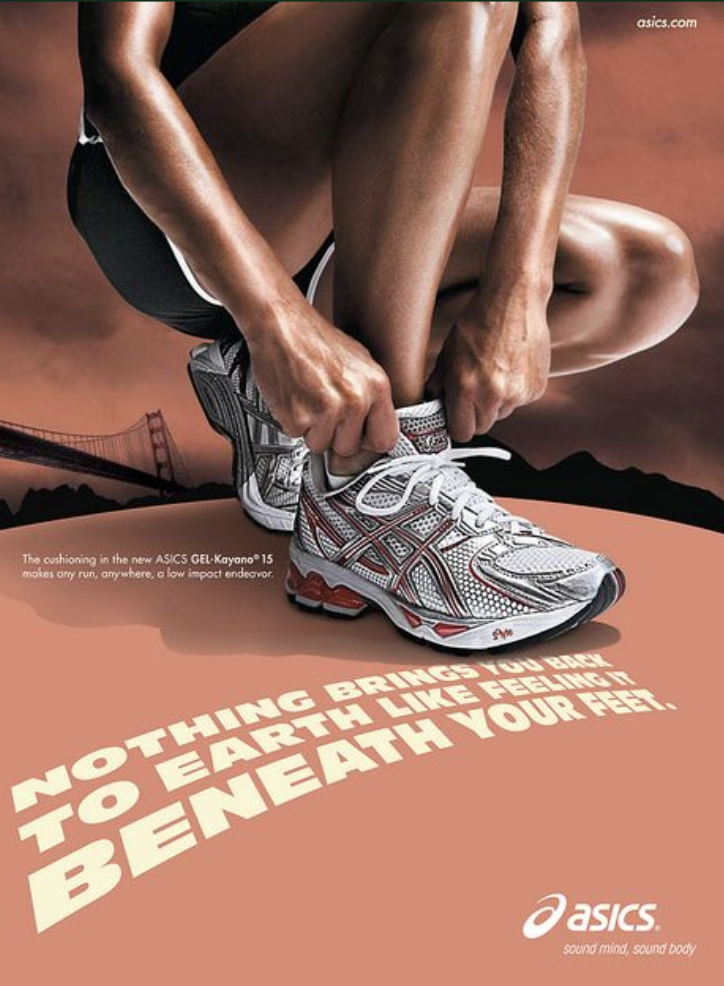 asics.com
The cushioning in the new ASICS GEL-Kayano® 15
makes any run, anywhere, a low impact endeavor.
NOTHING BRINGS YOU BACK
TO EARTH LIKE FEELING IT
BENEATH YOUR FEET.
asics®
sound mind, sound body